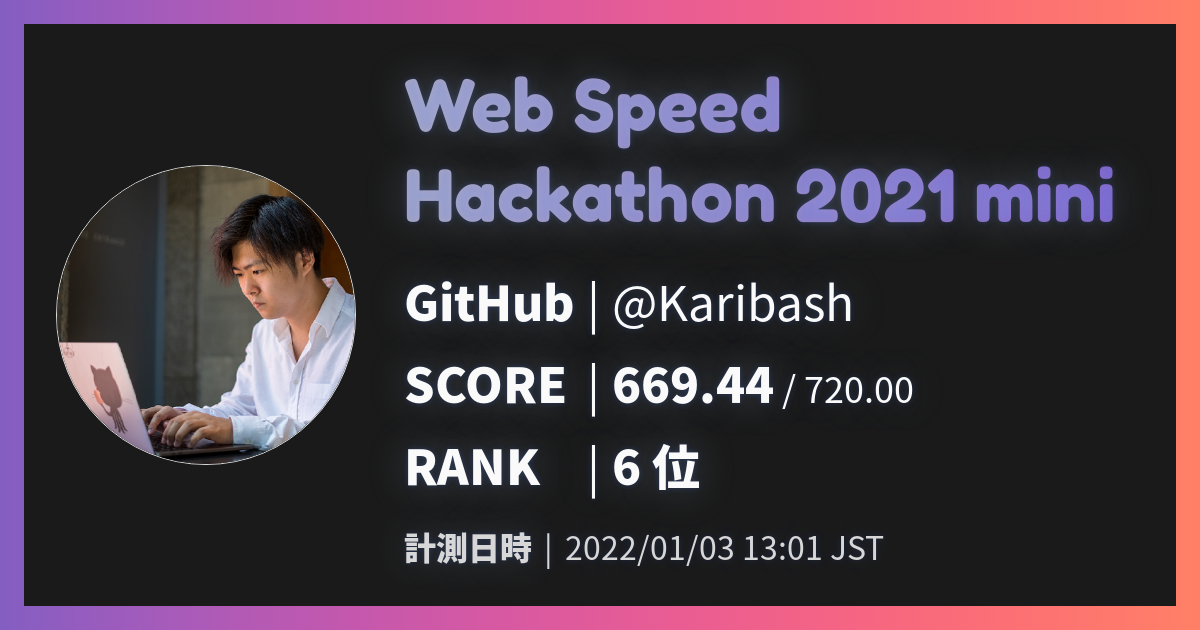 Web Speed
Hackathon 2021 mini
GitHub | @Karibash
SCORE | 669.44 / 720.00
RANK | 6 位
計測日時 | 2022/01/03 13:01 JST